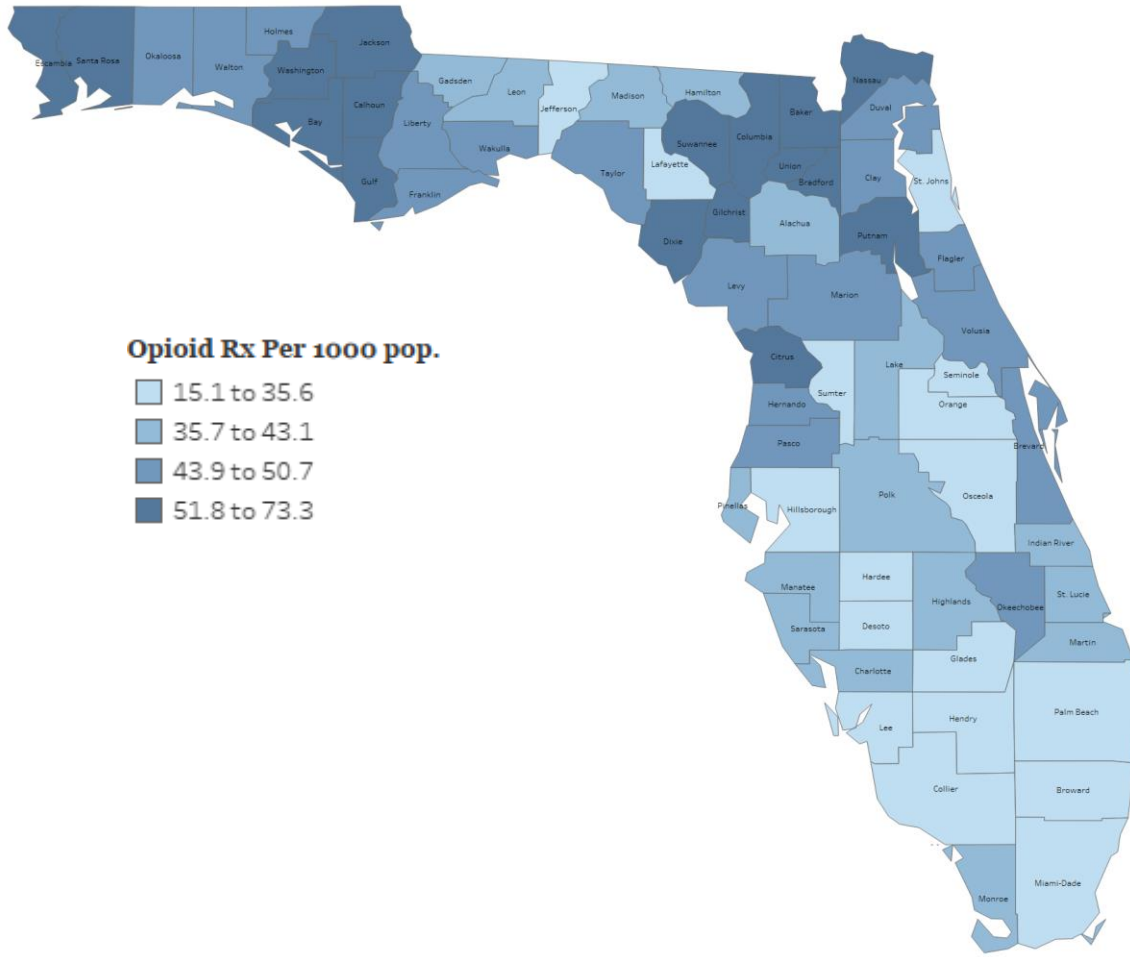 Holmes
Jackson
Escambia
Santa Rosa
Okaloosa
Walton
Washington
Calhoun
Bay
Gulf
Liberty
Franklin
Gadsden
Leon
Wakulla
Jefferson
Madison
Hamilton
Taylor
Lafayette
Suwannee
Columbia
Baker
Nassau
Duval
Union
Bradford
Clay
St. Johns
Gilchrist
Alachua
Dixie
Putnam
Flagler
Levy
Marion
Volusia
Opioid Rx Per 1000 pop.
15.1 to 35.6
35.7 to 43.1
43.9 to 50.7
51.8 to 73.3
Citrus
Sumter
Lake
Seminole
Orange
Hernando
Pasco
Brevard
Pinellas
Hillsborough
Polk
Osceola
Indian River
Manatee
Hardee
Highlands
Okeechobee
St. Lucie
Sarasota
Desoto
Martin
Charlotte
Glades
Lee
Hendry
Palm Beach
Collier
Broward
Miami-Dade
Monroe